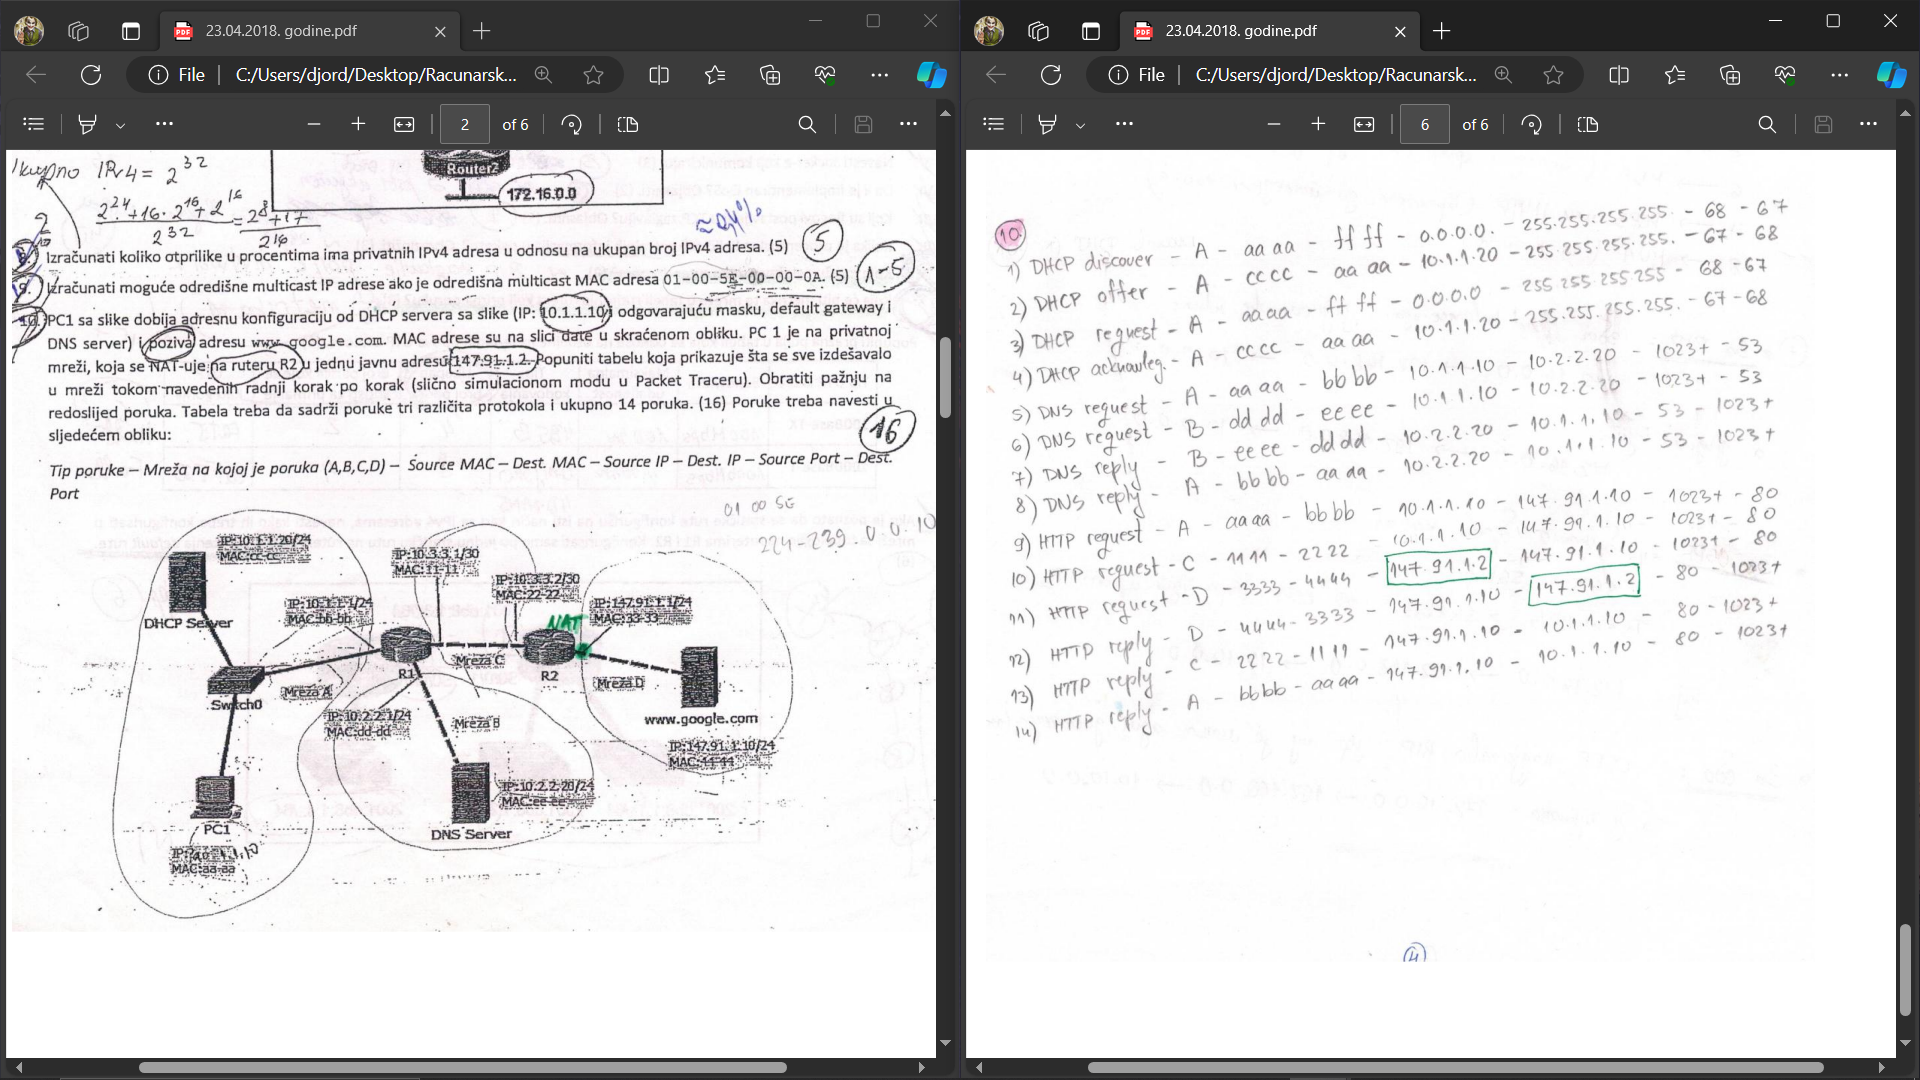 23.04.2018. godine.pdf
File
C:/Users/djord/Desktop/Racunarsk...
2 of 6
Ukupno IPv4 = 2^32
Router2
172.16.0.0
2^24 + 16 · 2^16 + 2^16
2^32
= 2^8 + 17
2^16
≈ 0,4%
Izračunati koliko otprilike u procentima ima privatnih IPv4 adresa u odnosu na ukupan broj IPv4 adresa. (5)
5
9. Izračunati moguće odredišne multicast IP adrese ako je odredišna multicast MAC adresa 01-00-5E-00-00-0A. (5)
10. PC1 sa slike dobija adresnu konfiguraciju od DHCP servera sa slike (IP: 10.1.1.10 i odgovarajuću masku, default gateway i
DNS server) i poziva adresu www.google.com. MAC adrese su na slici date u skraćenom obliku. PC 1 je na privatnoj
mreži, koja se NAT-uje na ruteru R2 u jednu javnu adresu 147.91.1.2. Popuniti tabelu koja prikazuje šta se sve izdešavalo
u mreži tokom navedenih radnji korak po korak (slično simulacionom modu u Packet Traceru). Obratiti pažnju na
redoslijed poruka. Tabela treba da sadrži poruke tri različita protokola i ukupno 14 poruka. (16) Poruke treba navesti u
sljedećem obliku:
16
Tip poruke – Mreža na kojoj je poruka (A,B,C,D) – Source MAC – Dest. MAC – Source IP – Dest. IP – Source Port – Dest.
Port
01 00 5E
224-239.0.0.10
IP:10.1.1.20/24
MAC:cc-cc
DHCP Server
IP:10.3.3.1/30
MAC:11-11
IP:10.3.3.2/30
MAC:22-22
IP:10.1.1.1/24
MAC:bb-bb
NAT
IP:147.91.1.1/24
MAC:33-33
Mreza C
R1
R2
Mreza D
Mreza A
Switch0
IP:10.2.2.1/24
MAC:dd-dd
Mreza B
www.google.com
IP:147.91.1.10/24
MAC:44-44
IP:10.2.2.20/24
MAC:ee-ee
PC1
DNS Server
IP:10.1.1.10
MAC:aa-aa
23.04.2018. godine.pdf
File
C:/Users/djord/Desktop/Racunarsk...
6 of 6
10.
1) DHCP discover – A – aa aa – ff ff – 0.0.0.0. – 255.255.255.255. – 68 – 67
2) DHCP offer – A – cc cc – aa aa – 10.1.1.20 – 255.255.255.255. – 67 – 68
3) DHCP request – A – aa aa – ff ff – 0.0.0.0 – 255.255.255.255 – 68 – 67
4) DHCP acknowleg. – A – cc cc – aa aa – 10.1.1.20 – 255.255.255.255. – 67 – 68
5) DNS request – A – aa aa – bb bb – 10.1.1.10 – 10.2.2.20 – 1023+ – 53
6) DNS request – B – dd dd – ee ee – 10.1.1.10 – 10.2.2.20 – 1023+ – 53
7) DNS reply – B – ee ee – dd dd – 10.2.2.20 – 10.1.1.10 – 53 – 1023+
8) DNS reply – A – bb bb – aa aa – 10.2.2.20 – 10.1.1.10 – 53 – 1023+
9) HTTP request – A – aa aa – bb bb – 10.1.1.10 – 147.91.1.10 – 1023+ – 80
10) HTTP request – C – 11 11 – 22 22 – 10.1.1.10 – 147.91.1.10 – 1023+ – 80
11) HTTP request – D – 3333 – 4444 – 147.91.1.2 – 147.91.1.10 – 1023+ – 80
12) HTTP reply – D – 4444 – 3333 – 147.91.1.10 – 147.91.1.2 – 80 – 1023+
13) HTTP reply – C – 2222 – 1111 – 147.91.1.10 – 10.1.1.10 – 80 – 1023+
14) HTTP reply – A – bb bb – aa aa – 147.91.1.10 – 10.1.1.10 – 80 – 1023+
4